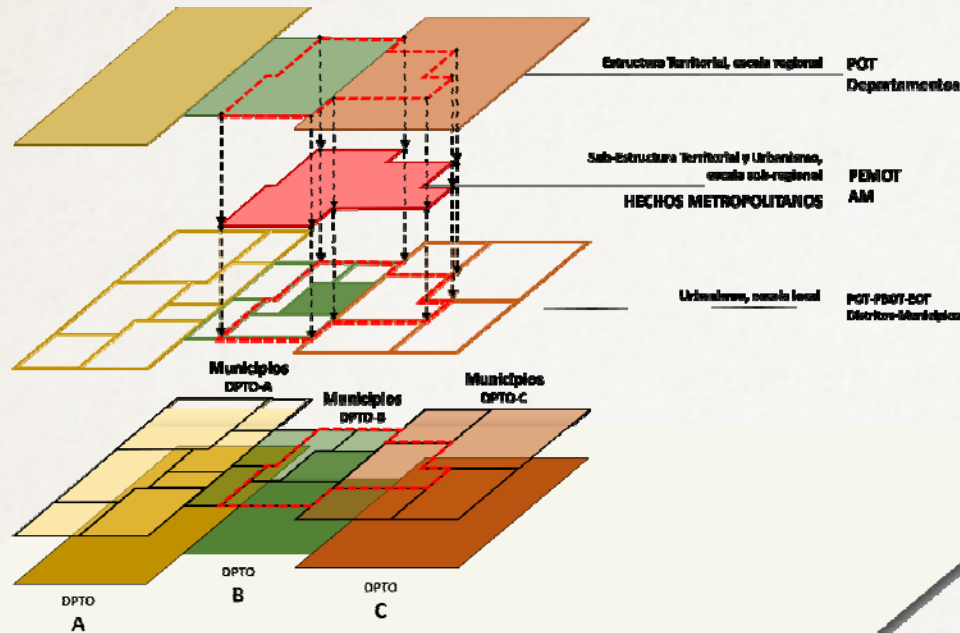 Estructura Territorial, escala regional
POT
Departamentos
Sub-Estructura Territorial y Urbanismo,
escala sub-regional
HECHOS METROPOLITANOS
PEMOT
AM
Urbanismo, escala local
POT-PBOT-EOT
Distritos-Municipios
Municipios
DPTO-A
Municipios
DPTO-B
Municipios
DPTO-C
DPTO
A
DPTO
B
DPTO
C